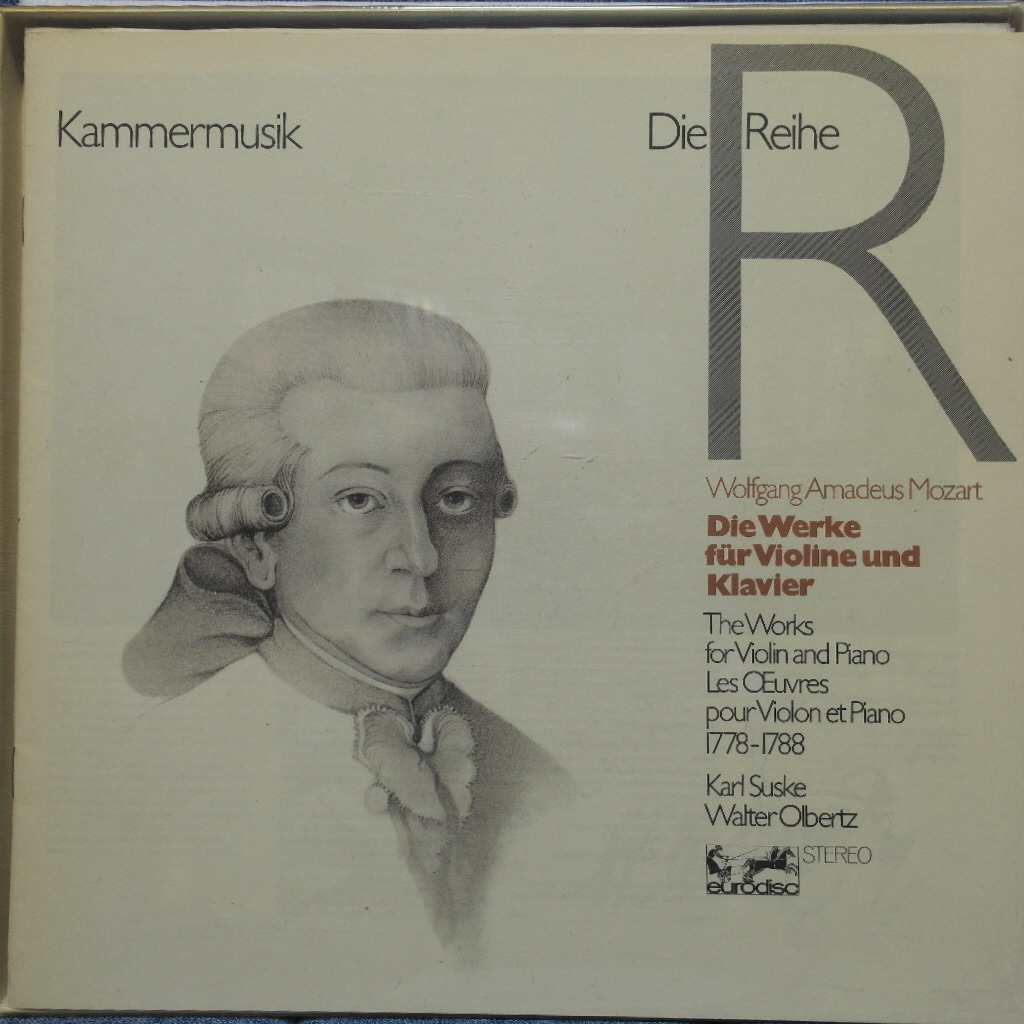 Kammermusik
Die Reihe
R
Wolfgang Amadeus Mozart
Die Werke
für Violine und
Klavier
The Works
for Violin and Piano
Les Œuvres
pour Violon et Piano
1778-1788
Karl Suske
Walter Olbertz
eurodisc STEREO